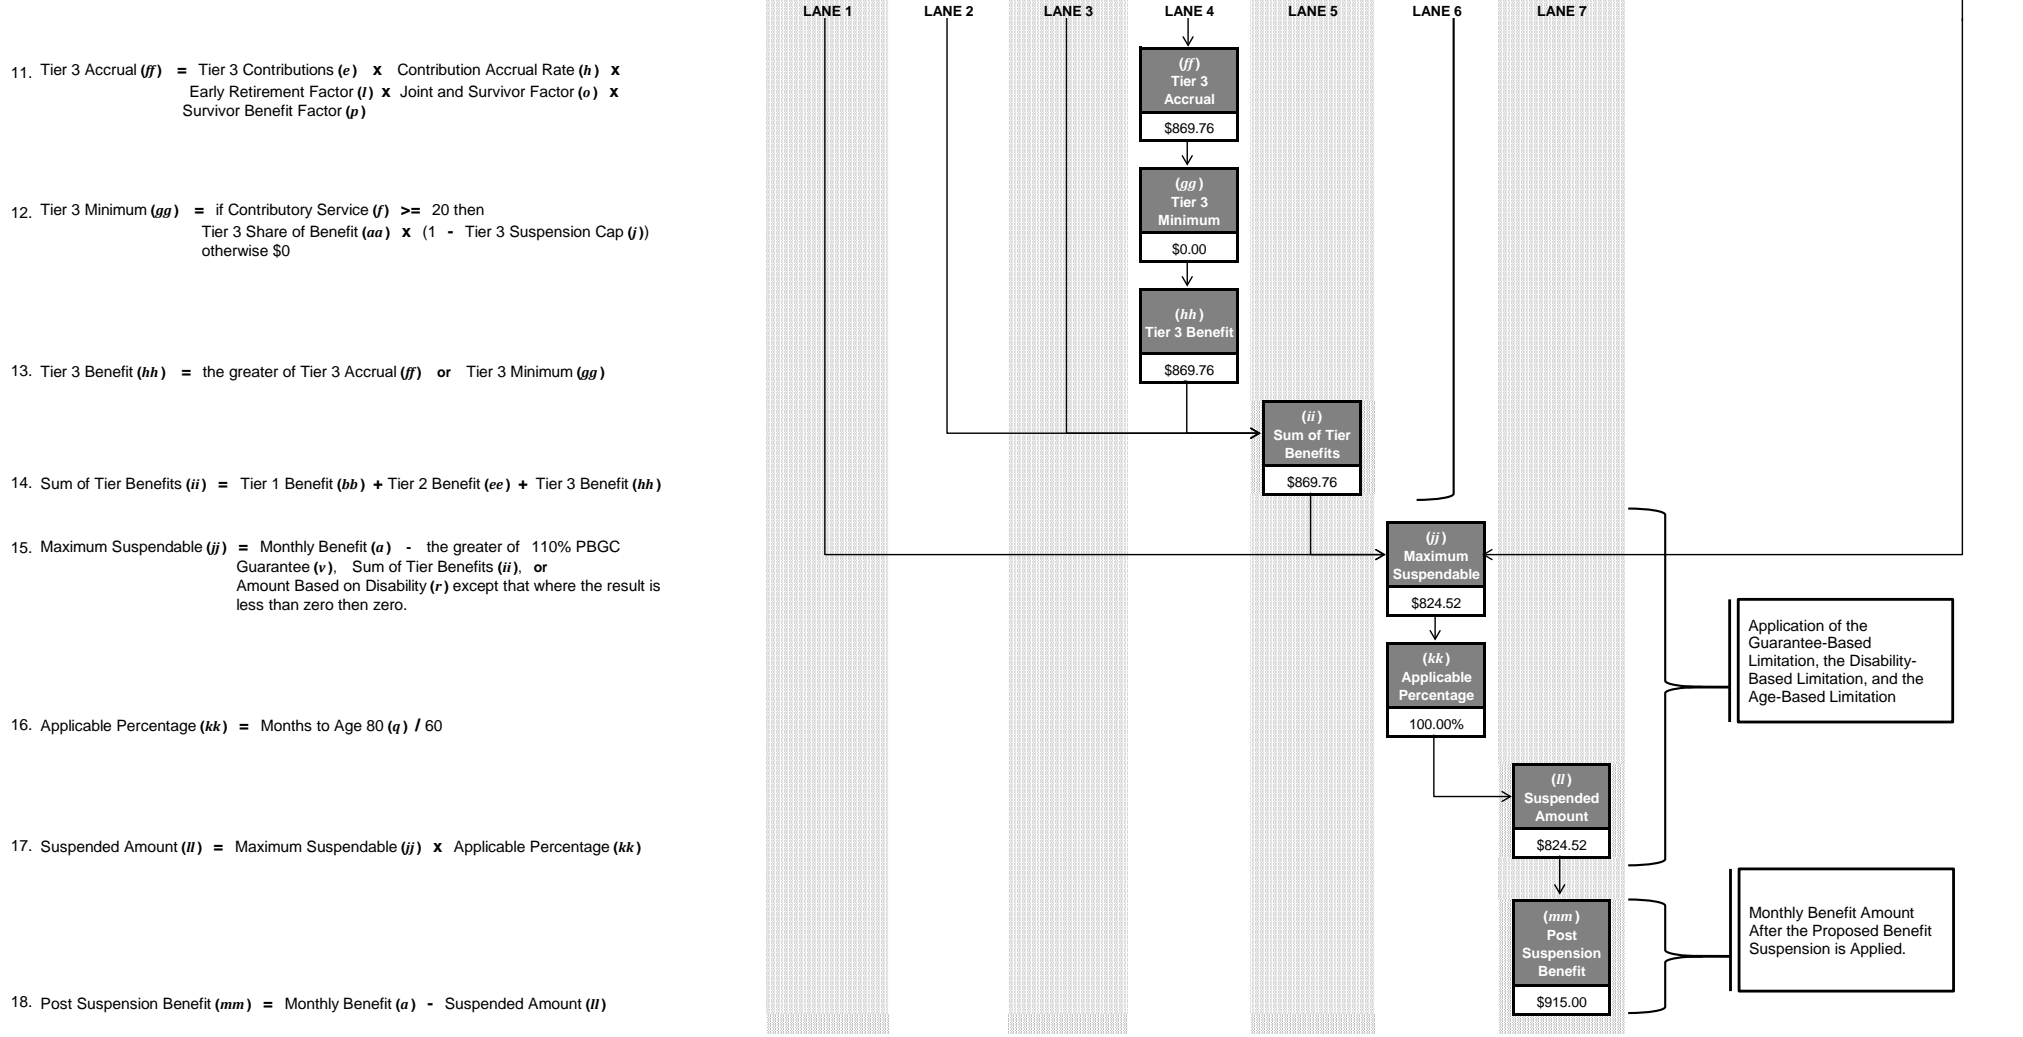 LANE 1 LANE 2 LANE 3 LANE 4 LANE 5 LANE 6 LANE 7
11. Tier 3 Accrual (ff) = Tier 3 Contributions (e) x Contribution Accrual Rate (h) x
Early Retirement Factor (l) x Joint and Survivor Factor (o) x
Survivor Benefit Factor (p)
(ff)
Tier 3
Accrual
$869.76
12. Tier 3 Minimum (gg) = if Contributory Service (f) >= 20 then
Tier 3 Share of Benefit (aa) x (1 - Tier 3 Suspension Cap (j))
otherwise $0
(gg)
Tier 3
Minimum
$0.00
(hh)
Tier 3 Benefit
$869.76
13. Tier 3 Benefit (hh) = the greater of Tier 3 Accrual (ff) or Tier 3 Minimum (gg)
(ii)
Sum of Tier
Benefits
$869.76
14. Sum of Tier Benefits (ii) = Tier 1 Benefit (bb) + Tier 2 Benefit (ee) + Tier 3 Benefit (hh)
15. Maximum Suspendable (jj) = Monthly Benefit (a) - the greater of 110% PBGC
Guarantee (v), Sum of Tier Benefits (ii), or
Amount Based on Disability (r) except that where the result is
less than zero then zero.
(jj)
Maximum
Suspendable
$824.52
Application of the
Guarantee-Based
Limitation, the Disability-
Based Limitation, and the
Age-Based Limitation
(kk)
Applicable
Percentage
100.00%
16. Applicable Percentage (kk) = Months to Age 80 (q) / 60
(ll)
Suspended
Amount
$824.52
17. Suspended Amount (ll) = Maximum Suspendable (jj) x Applicable Percentage (kk)
(mm)
Post
Suspension
Benefit
$915.00
Monthly Benefit Amount
After the Proposed Benefit
Suspension is Applied.
18. Post Suspension Benefit (mm) = Monthly Benefit (a) - Suspended Amount (ll)